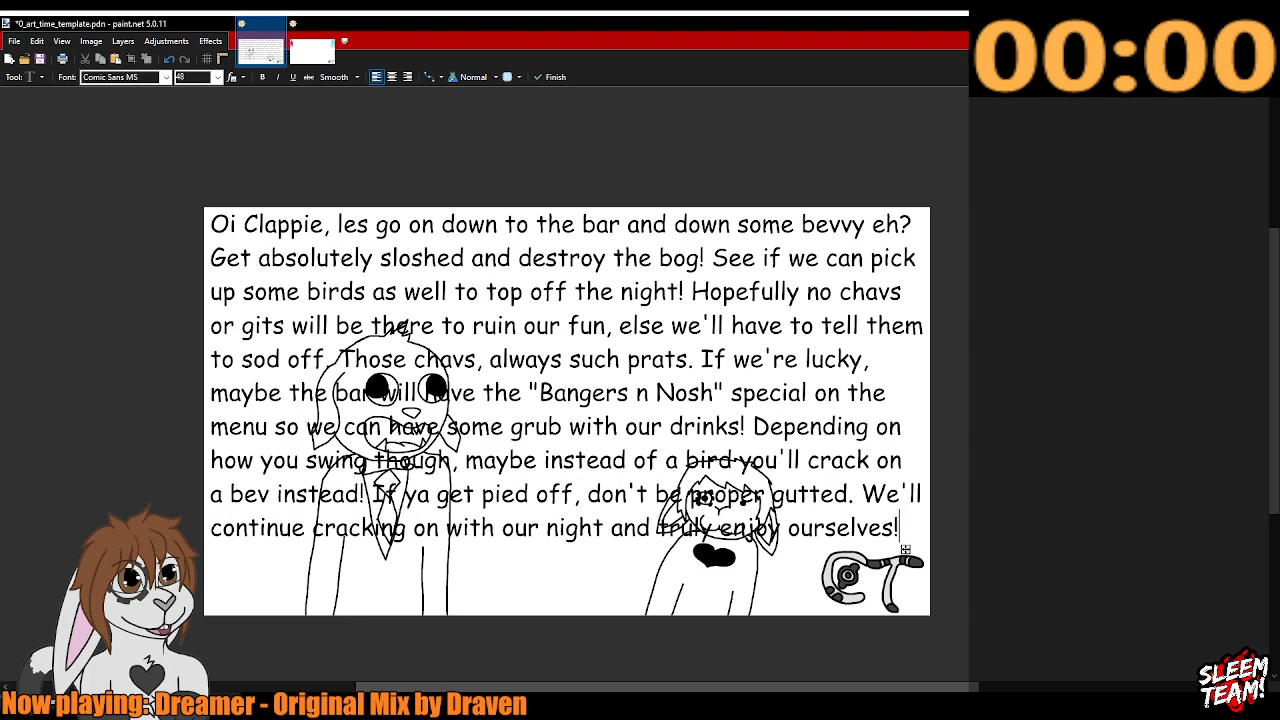 *0_art_time_template.pdn - paint.net 5.0.11
00:00
File Edit View Image Layers Adjustments Effects
Tool: T Font: Comic Sans MS 48 B I U abc Smooth Normal Finish
Oi Clappie, les go on down to the bar and down some bevvy eh?
Get absolutely sloshed and destroy the bog! See if we can pick
up some birds as well to top off the night! Hopefully no chavs
or gits will be there to ruin our fun, else we'll have to tell them
to sod off. Those chavs, always such prats. If we're lucky,
maybe the bar will have the "Bangers n Nosh" special on the
menu so we can have some grub with our drinks! Depending on
how you swing though, maybe instead of a bird you'll crack on
a bev instead! If ya get pied off, don't be proper gutted. We'll
continue cracking on with our night and truly enjoy ourselves!
SLEEM
TEAM!
Now playing: Dreamer - Original Mix by Draven